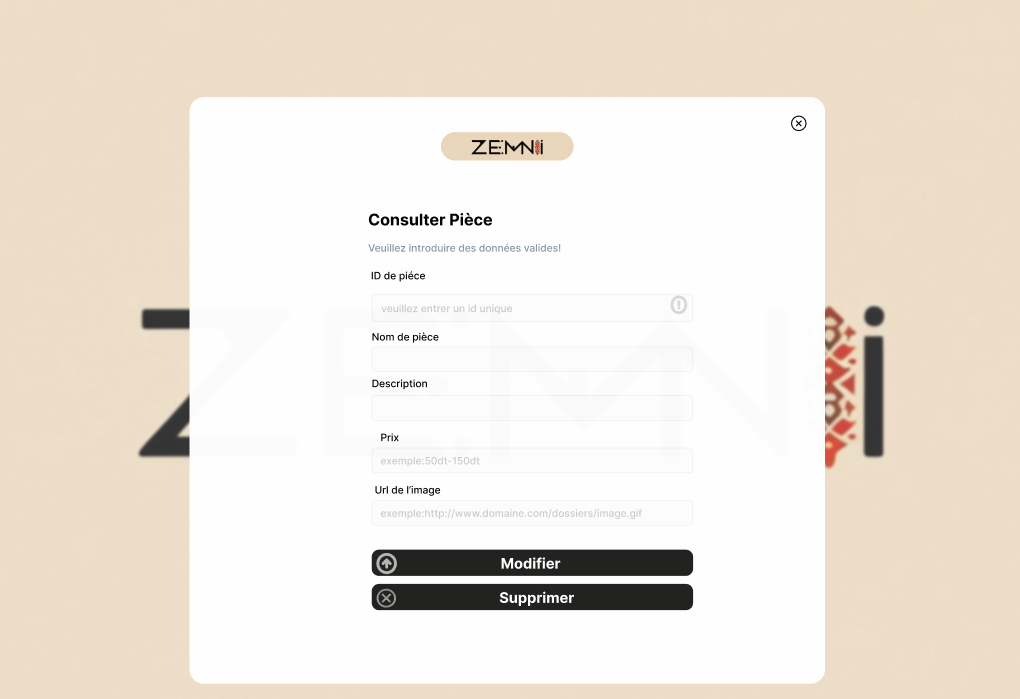 ZEMNi
Consulter Pièce
Veuillez introduire des données valides!
ID de piéce
veuillez entrer un id unique
Nom de pièce
Description
Prix
exemple:50dt-150dt
Url de l'image
exemple:http://www.domaine.com/dossiers/image.gif
Modifier
Supprimer
ZEMNi